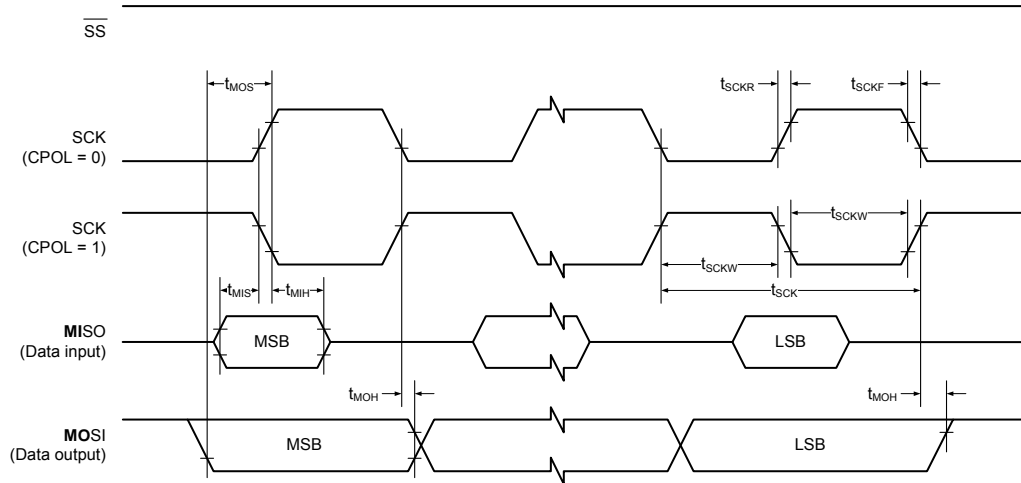 SS
tMOS
tSCKR
tSCKF
SCK
(CPOL = 0)
SCK
(CPOL = 1)
tSCKW
tSCKW
tMIS
tMIH
tSCK
MISO
(Data input)
MSB
LSB
tMOH
tMOH
MOSI
(Data output)
MSB
LSB